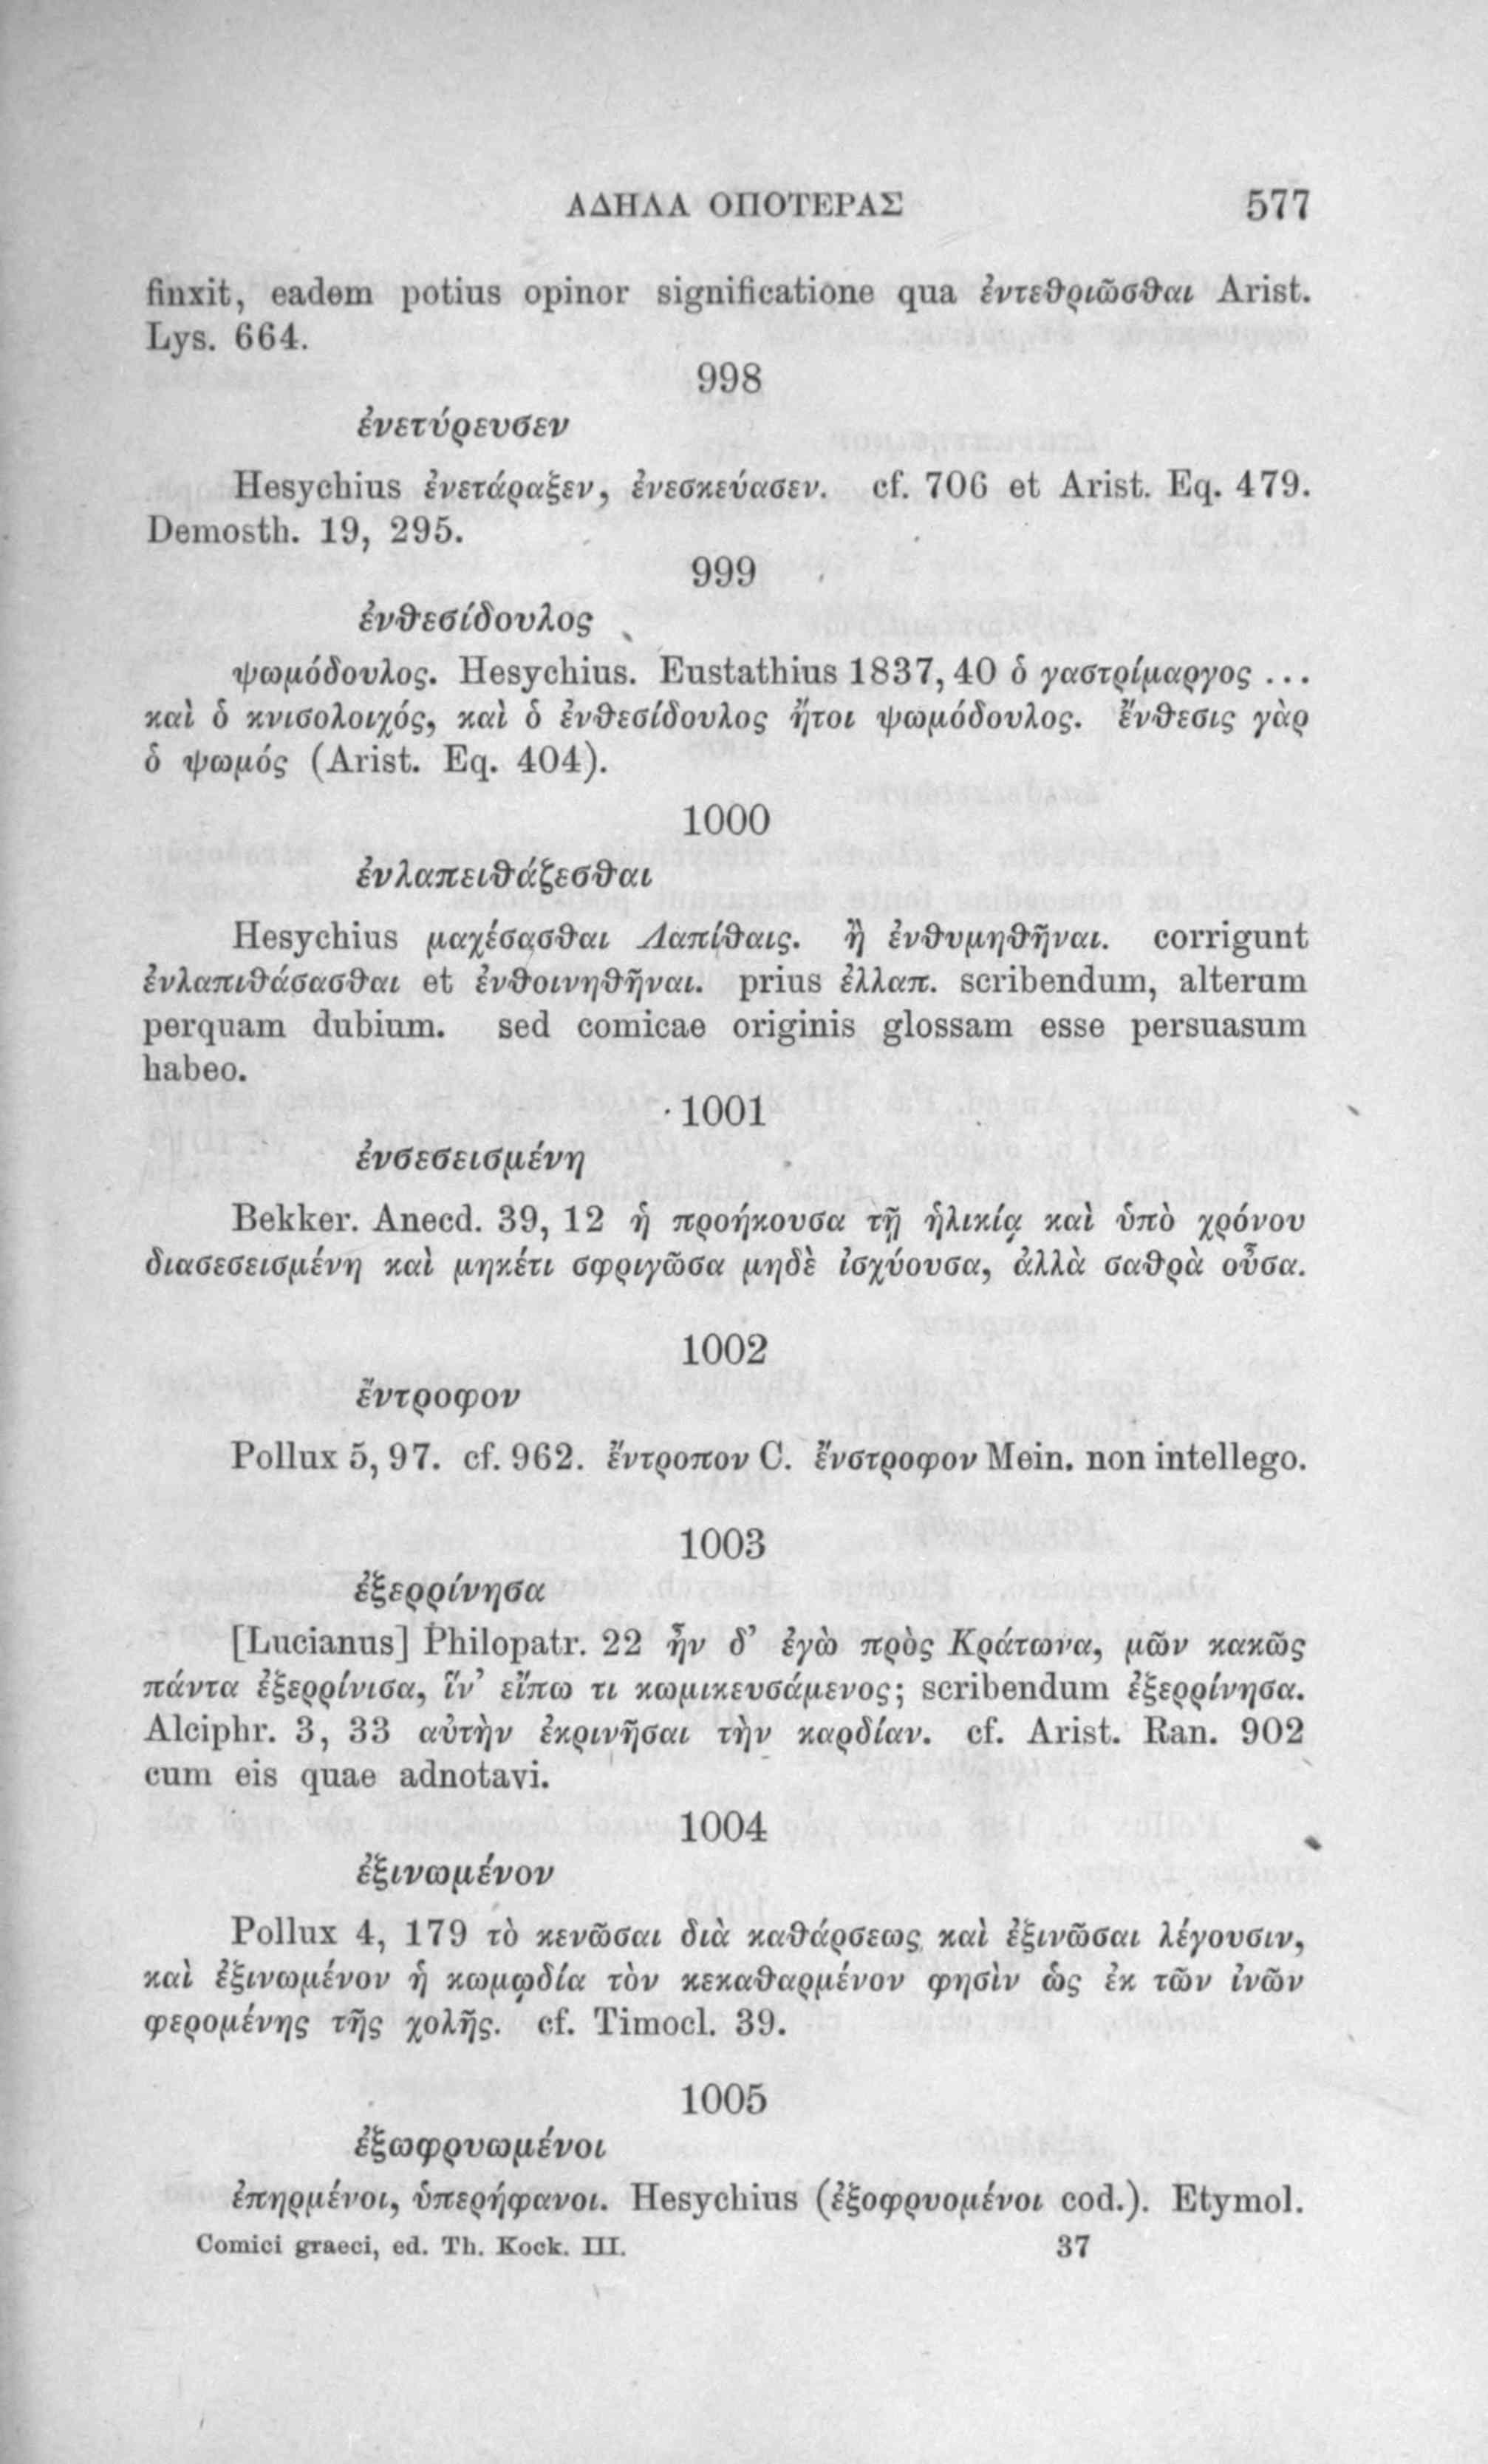 ΑΔΗΛΑ ΟΠΟΤΕΡΑΣ 577
finxit, eadem potius opinor significatione qua ἐντεθριῶσθαι Arist.
Lys. 664.
998
ἐνετύρευσεν
Hesychius ἐνετάραξεν, ἐνεσκεύασεν. cf. 706 et Arist. Eq. 479.
Demosth. 19, 295.
999
ἐνθεσίδουλος
ψωμόδουλος. Hesychius. Eustathius 1837, 40 ὁ γαστρίμαργος ...
καὶ ὁ κνισολοιχός, καὶ ὁ ἐνθεσίδουλος ἤτοι ψωμόδουλος. ἔνθεσις γὰρ
ὁ ψωμός (Arist. Eq. 404).
1000
ἐνλαπειθάζεσθαι
Hesychius μαχέσασθαι Λαπίθαις. ἢ ἐνθυμηθῆναι. corrigunt
ἐνλαπιθάσασθαι et ἐνθοινηθῆναι. prius ἐλλαπ. scribendum, alterum
perquam dubium. sed comicae originis glossam esse persuasum
habeo.
1001
ἐνσεσεισμένη
Bekker. Anecd. 39, 12 ἡ προήκουσα τῇ ἡλικίᾳ καὶ ὑπὸ χρόνου
διασεσεισμένη καὶ μηκέτι σφριγῶσα μηδὲ ἰσχύουσα, ἀλλὰ σαθρὰ οὖσα.
1002
ἔντροφον
Pollux 5, 97. cf. 962. ἔντροπον C. ἔνστροφον Mein. non intellego.
1003
ἐξερρίνησα
[Lucianus] Philopatr. 22 ἦν δ’ ἐγὼ πρὸς Κράτωνα, μῶν κακῶς
πάντα ἐξερρίνισα, ἵν’ εἴπω τι κωμικευσάμενος; scribendum ἐξερρίνησα.
Alciphr. 3, 33 αὐτὴν ἐκρινῆσαι τὴν καρδίαν. cf. Arist. Ran. 902
cum eis quae adnotavi.
1004
ἐξινωμένον
Pollux 4, 179 τὸ κενῶσαι διὰ καθάρσεως καὶ ἐξινῶσαι λέγουσιν,
καὶ ἐξινωμένον ἡ κωμῳδία τὸν κεκαθαρμένον φησὶν ὡς ἐκ τῶν ἰνῶν
φερομένης τῆς χολῆς. cf. Timocl. 39.
1005
ἐξωφρυωμένοι
ἐπηρμένοι, ὑπερήφανοι. Hesychius (ἐξοφρυομένοι cod.). Etymol.
Comici graeci, ed. Th. Kock. III. 37